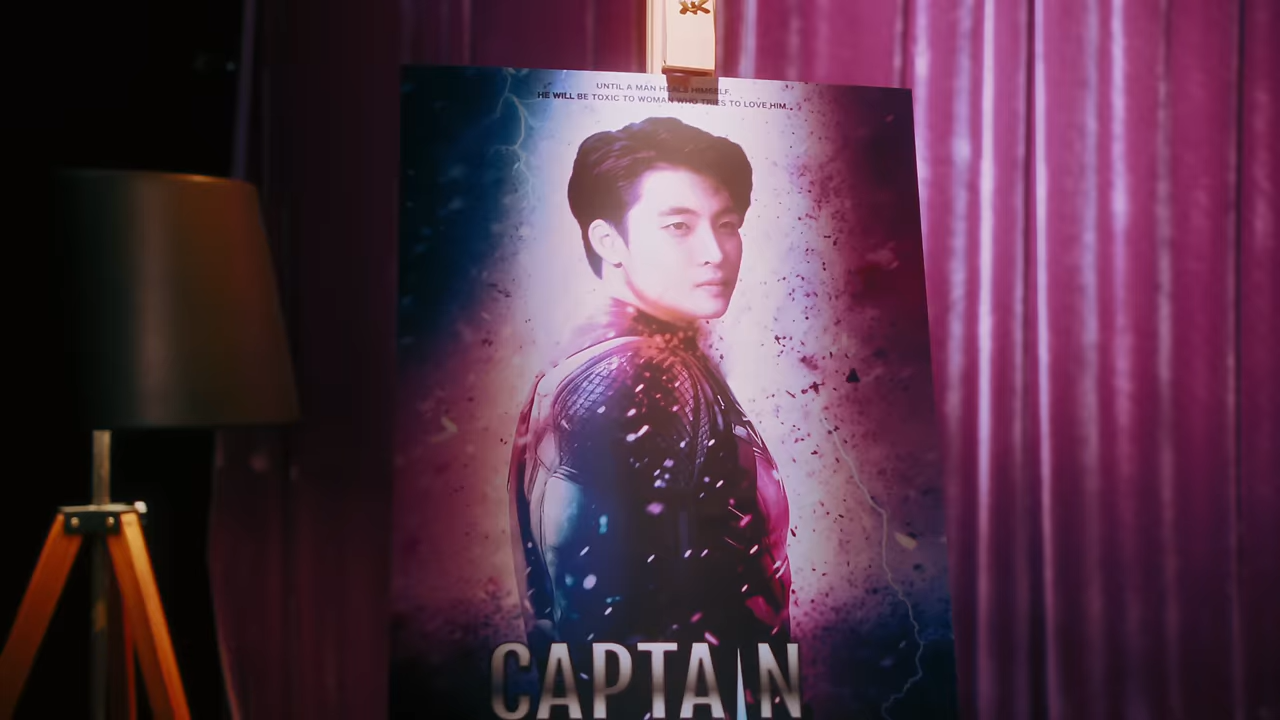 UNTIL A MAN HEALS HIMSELF,
HE WILL BE TOXIC TO WOMAN WHO TRIES TO LOVE HIM..
CAPTAIN